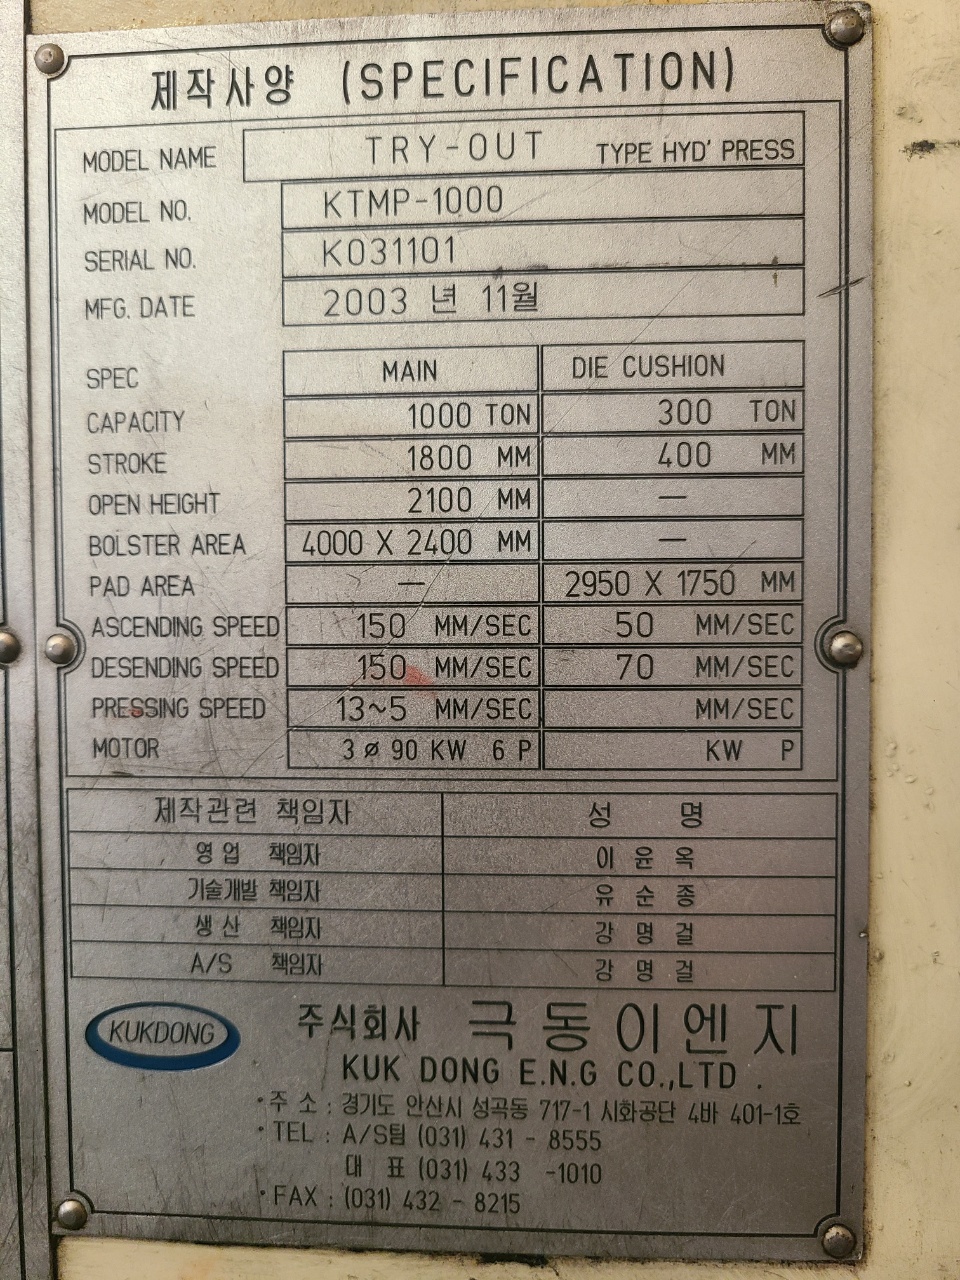 제작사양 (SPECIFICATION)
MODEL NAME TRY-OUT TYPE HYD' PRESS
MODEL NO. KTMP-1000
SERIAL NO. K031101
MFG. DATE 2003 년 11월
SPEC MAIN DIE CUSHION
CAPACITY 1000 TON 300 TON
STROKE 1800 MM 400 MM
OPEN HEIGHT 2100 MM —
BOLSTER AREA 4000 X 2400 MM —
PAD AREA — 2950 X 1750 MM
ASCENDING SPEED 150 MM/SEC 50 MM/SEC
DESENDING SPEED 150 MM/SEC 70 MM/SEC
PRESSING SPEED 13~5 MM/SEC MM/SEC
MOTOR 3 ø 90 KW 6 P KW P
제작관련 책임자 성 명
영업 책임자 이 윤 옥
기술개발 책임자 유 순 종
생산 책임자 강 명 걸
A/S 책임자 강 명 걸
KUKDONG 주식회사 극동이엔지
KUK DONG E.N.G CO.,LTD .
·주 소 : 경기도 안산시 성곡동 717-1 시화공단 4바 401-1호
·TEL : A/S팀 (031) 431 - 8555
대 표 (031) 433 -1010
·FAX : (031) 432 - 8215